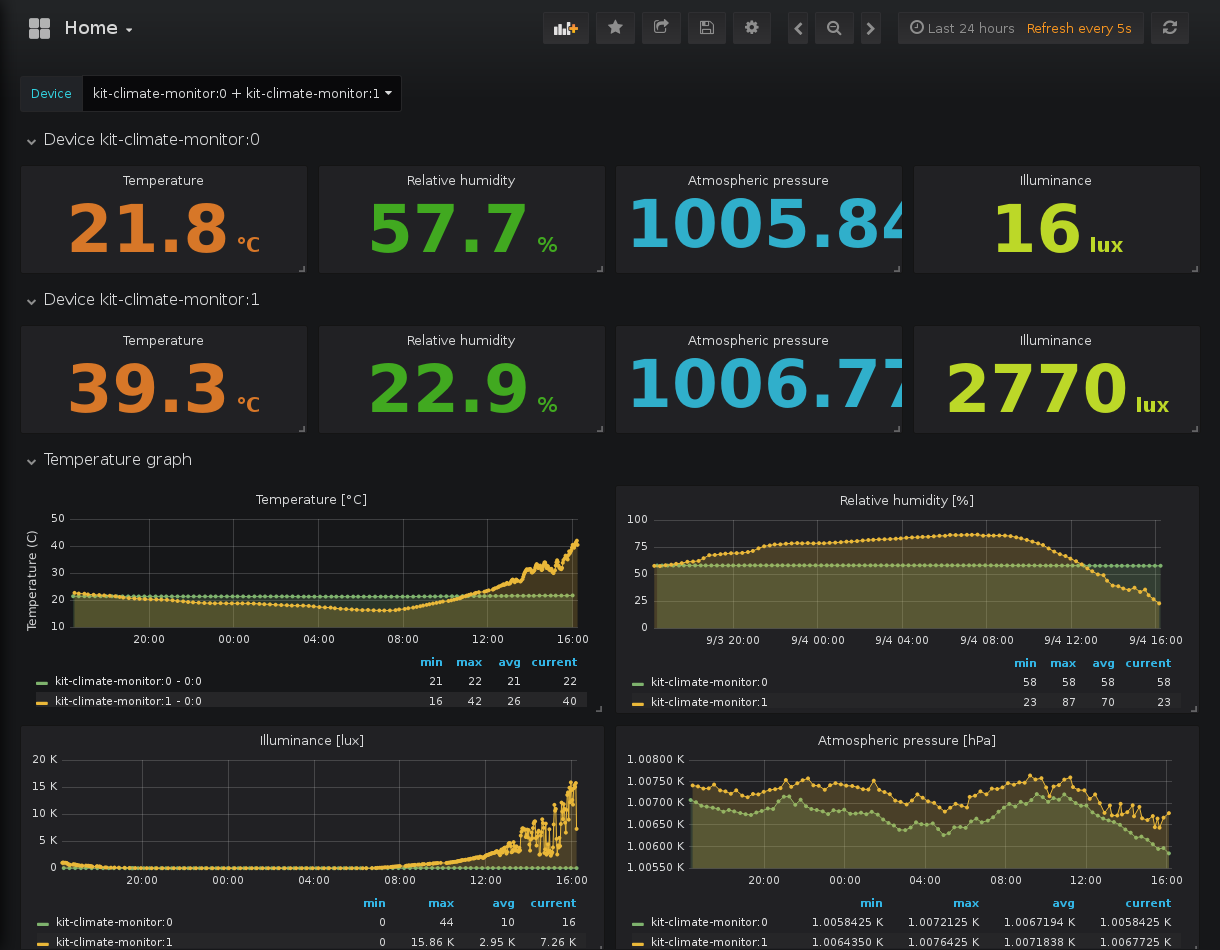 Home
Last 24 hours Refresh every 5s
Device kit-climate-monitor:0 + kit-climate-monitor:1
Device kit-climate-monitor:0
Temperature Relative humidity Atmospheric pressure Illuminance
21.8 °C 57.7 % 1005.84 16 lux
Device kit-climate-monitor:1
Temperature Relative humidity Atmospheric pressure Illuminance
39.3 °C 22.9 % 1006.77 2770 lux
Temperature graph
Temperature [°C]
Temperature (C)
50
40
30
20
10
20:00 00:00 04:00 08:00 12:00 16:00
min max avg current
kit-climate-monitor:0 - 0:0 21 22 21 22
kit-climate-monitor:1 - 0:0 16 42 26 40
Relative humidity [%]
100
75
50
25
0
9/3 20:00 9/4 00:00 9/4 04:00 9/4 08:00 9/4 12:00 9/4 16:00
min max avg current
kit-climate-monitor:0 58 58 58 58
kit-climate-monitor:1 23 87 70 23
Illuminance [lux]
20 K
15 K
10 K
5 K
0
20:00 00:00 04:00 08:00 12:00 16:00
min max avg current
kit-climate-monitor:0 0 44 10 16
kit-climate-monitor:1 0 15.86 K 2.95 K 7.26 K
Atmospheric pressure [hPa]
1.00800 K
1.00750 K
1.00700 K
1.00650 K
1.00600 K
1.00550 K
20:00 00:00 04:00 08:00 12:00 16:00
min max avg current
kit-climate-monitor:0 1.0058425 K 1.0072125 K 1.0067194 K 1.0058425 K
kit-climate-monitor:1 1.0064350 K 1.0076425 K 1.0071838 K 1.0067725 K